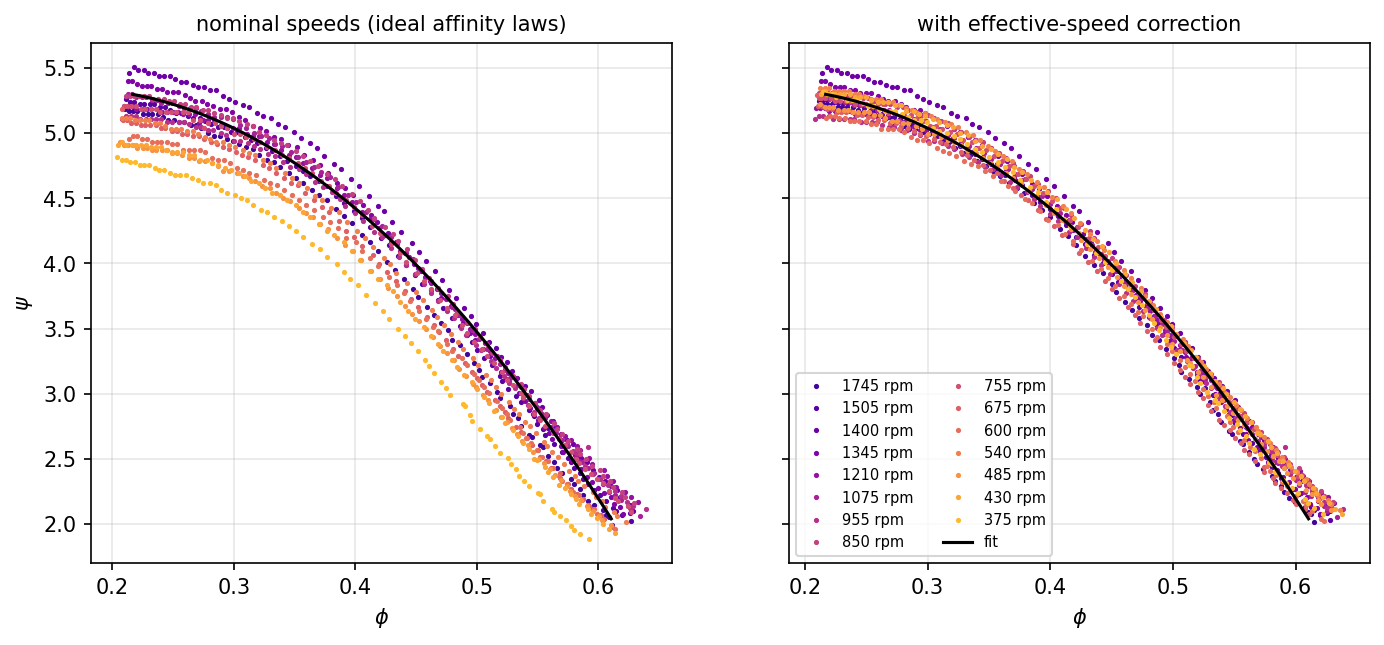 nominal speeds (ideal affinity laws)
with effective-speed correction
5.5
5.0
4.5
4.0
3.5
3.0
2.5
2.0
ψ
0.2
0.3
0.4
0.5
0.6
ϕ
1745 rpm
1505 rpm
1400 rpm
1345 rpm
1210 rpm
1075 rpm
955 rpm
850 rpm
755 rpm
675 rpm
600 rpm
540 rpm
485 rpm
430 rpm
375 rpm
fit
0.2
0.3
0.4
0.5
0.6
ϕ